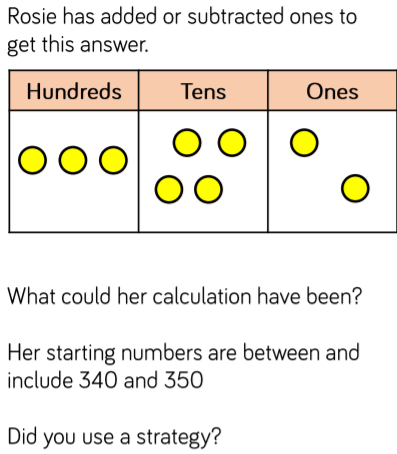 Rosie has added or subtracted ones to
get this answer.
Hundreds Tens Ones
What could her calculation have been?
Her starting numbers are between and
include 340 and 350
Did you use a strategy?